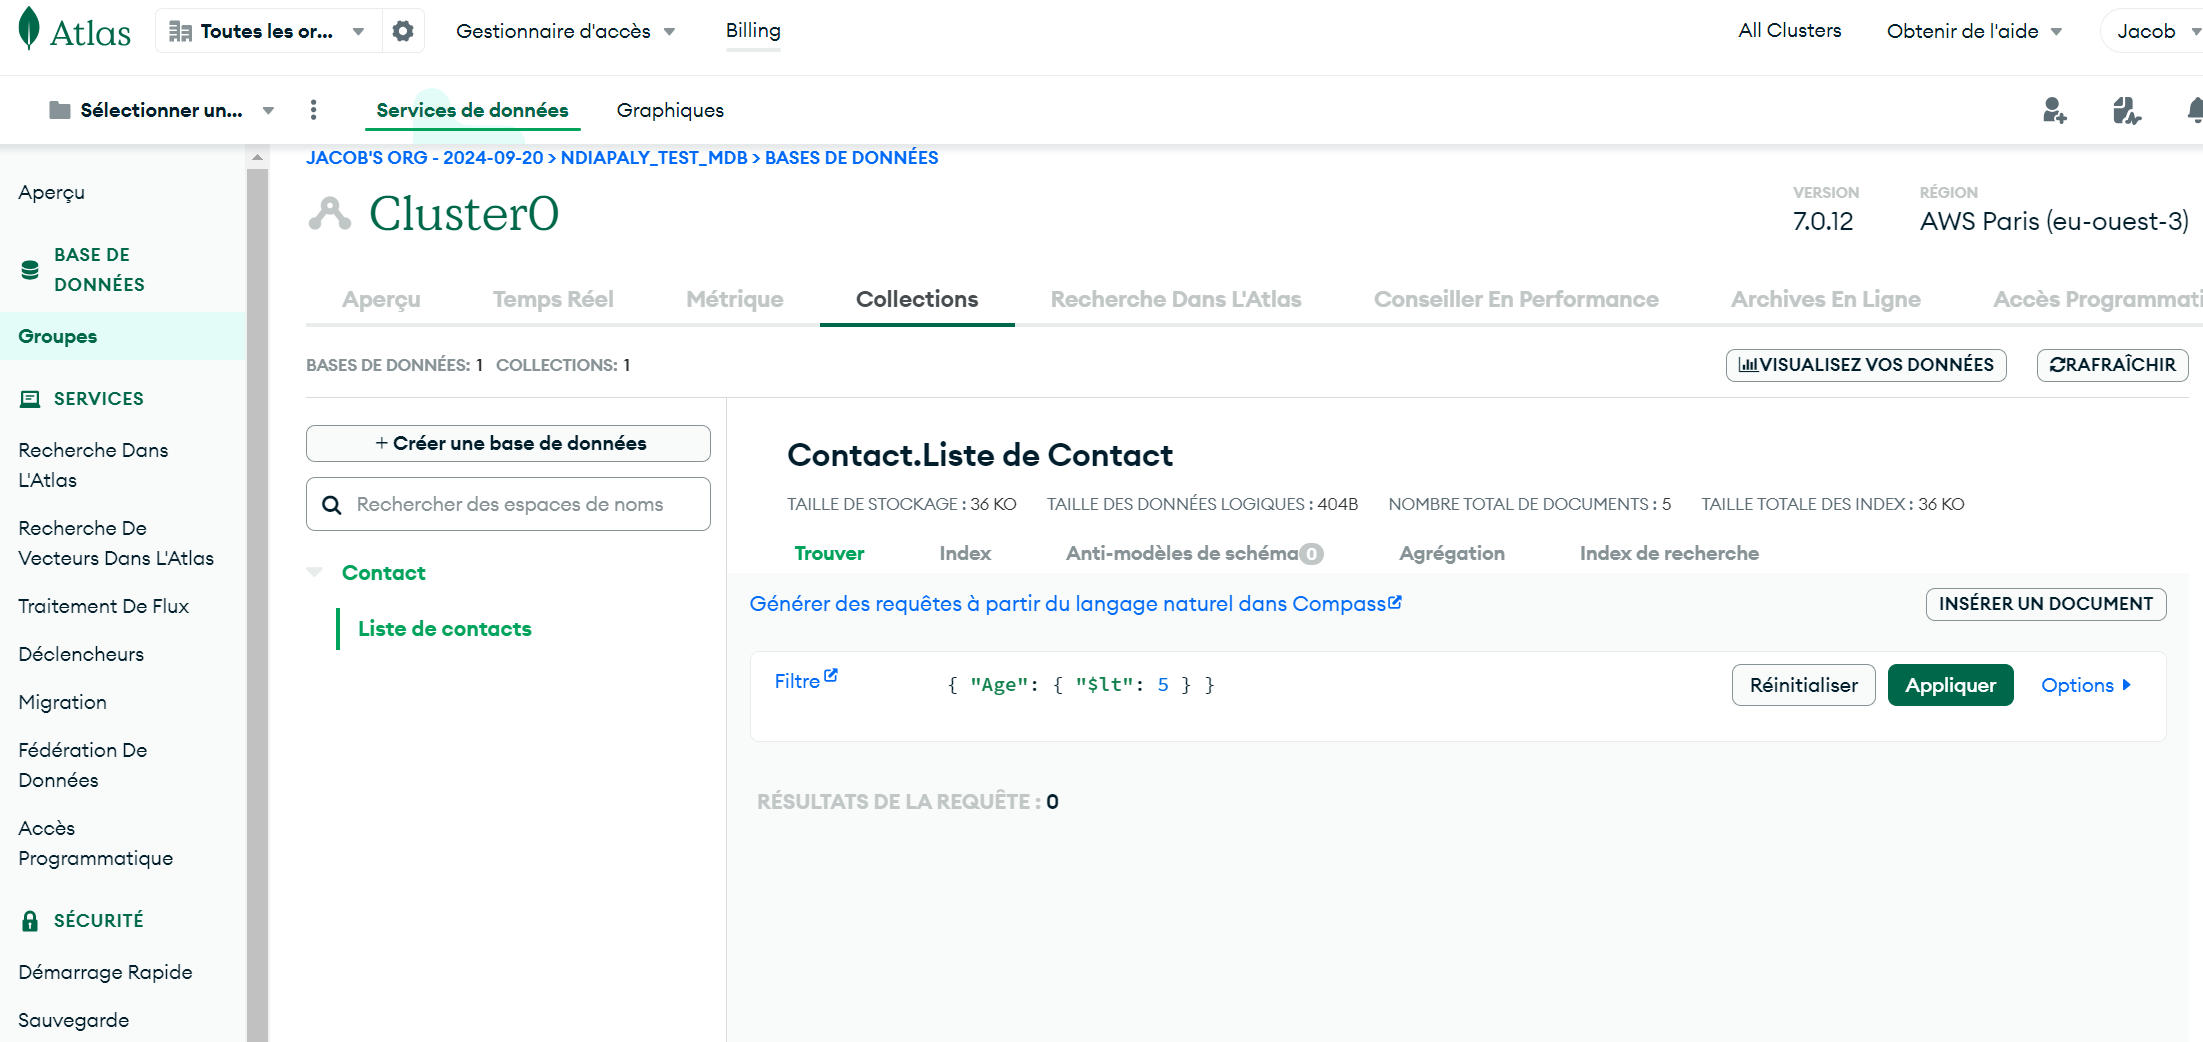 Atlas
Toutes les or...
Gestionnaire d'accès
Billing
All Clusters
Obtenir de l'aide
Jacob
Sélectionner un...
Services de données
Graphiques
JACOB'S ORG - 2024-09-20 > NDIAPALY_TEST_MDB > BASES DE DONNÉES
Aperçu
BASE DE
DONNÉES
Groupes
SERVICES
Recherche Dans
L'Atlas
Recherche De
Vecteurs Dans L'Atlas
Traitement De Flux
Déclencheurs
Migration
Fédération De
Données
Accès
Programmatique
SÉCURITÉ
Démarrage Rapide
Sauvegarde
Cluster0
VERSION
7.0.12
RÉGION
AWS Paris (eu-ouest-3)
Aperçu
Temps Réel
Métrique
Collections
Recherche Dans L'Atlas
Conseiller En Performance
Archives En Ligne
Accès Programmati
BASES DE DONNÉES: 1 COLLECTIONS: 1
VISUALISEZ VOS DONNÉES
RAFRAÎCHIR
+ Créer une base de données
Rechercher des espaces de noms
Contact
Liste de contacts
Contact.Liste de Contact
TAILLE DE STOCKAGE : 36 KO TAILLE DES DONNÉES LOGIQUES : 404B NOMBRE TOTAL DE DOCUMENTS : 5 TAILLE TOTALE DES INDEX : 36 KO
Trouver
Index
Anti-modèles de schéma 0
Agrégation
Index de recherche
Générer des requêtes à partir du langage naturel dans Compass
INSÉRER UN DOCUMENT
Filtre
{ "Age": { "$lt": 5 } }
Réinitialiser
Appliquer
Options
RÉSULTATS DE LA REQUÊTE : 0